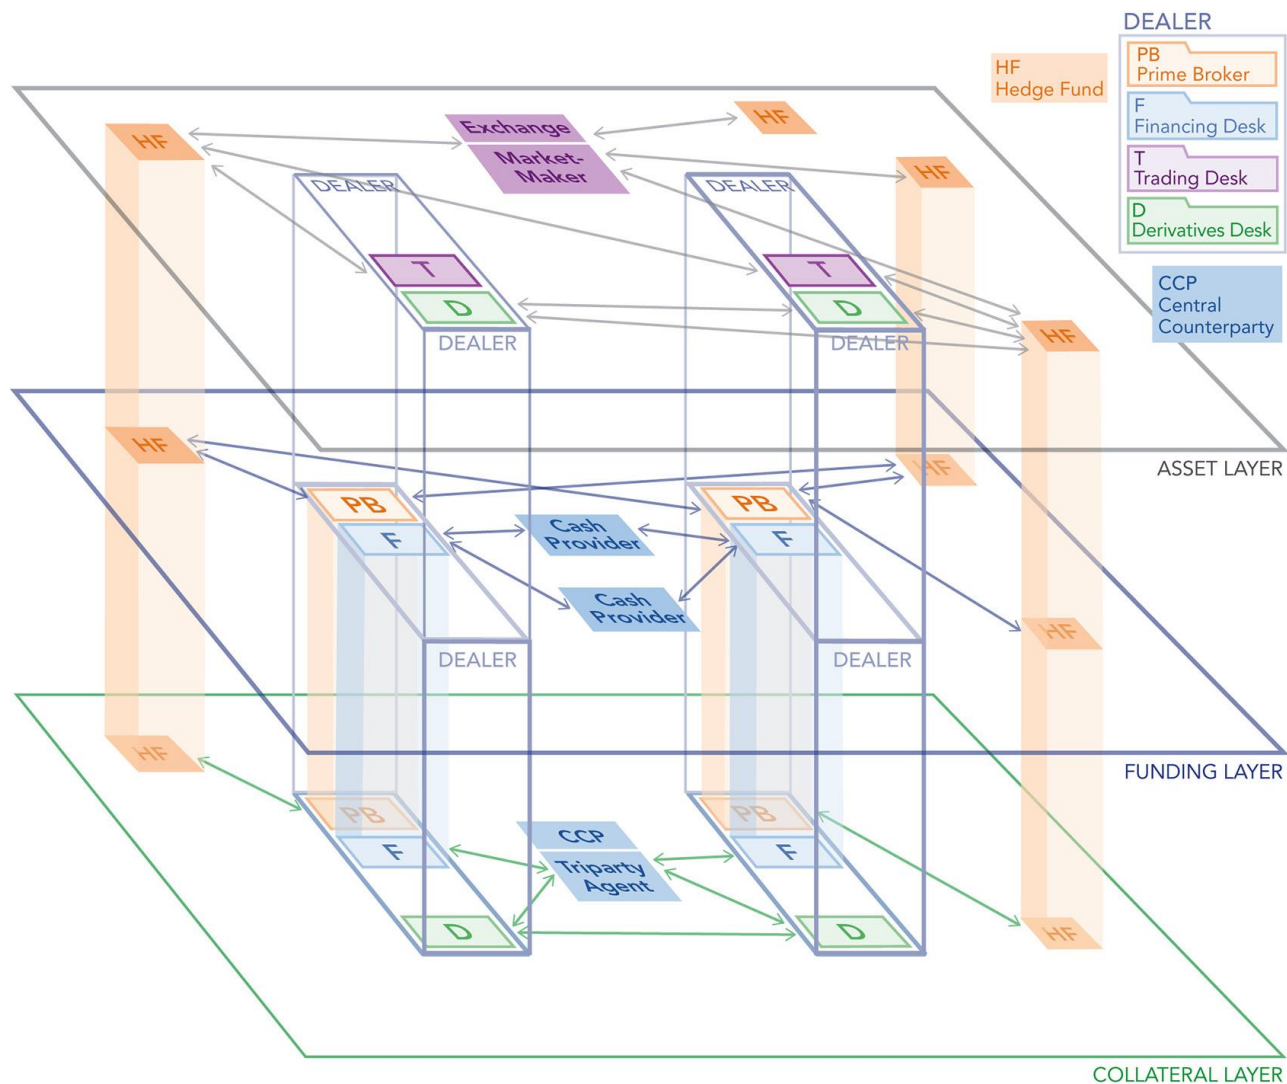 DEALER
PB
Prime Broker
HF
Hedge Fund
F
Financing Desk
T
Trading Desk
D
Derivatives Desk
CCP
Central
Counterparty
HF
Exchange
HF
Market-
Maker
HF
DEALER
DEALER
T
T
D
D
HF
DEALER
DEALER
ASSET LAYER
HF
HF
PB
PB
F
Cash
Provider
F
Cash
Provider
HF
DEALER
DEALER
HF
FUNDING LAYER
PB
PB
F
CCP
Triparty
Agent
F
D
D
HF
COLLATERAL LAYER